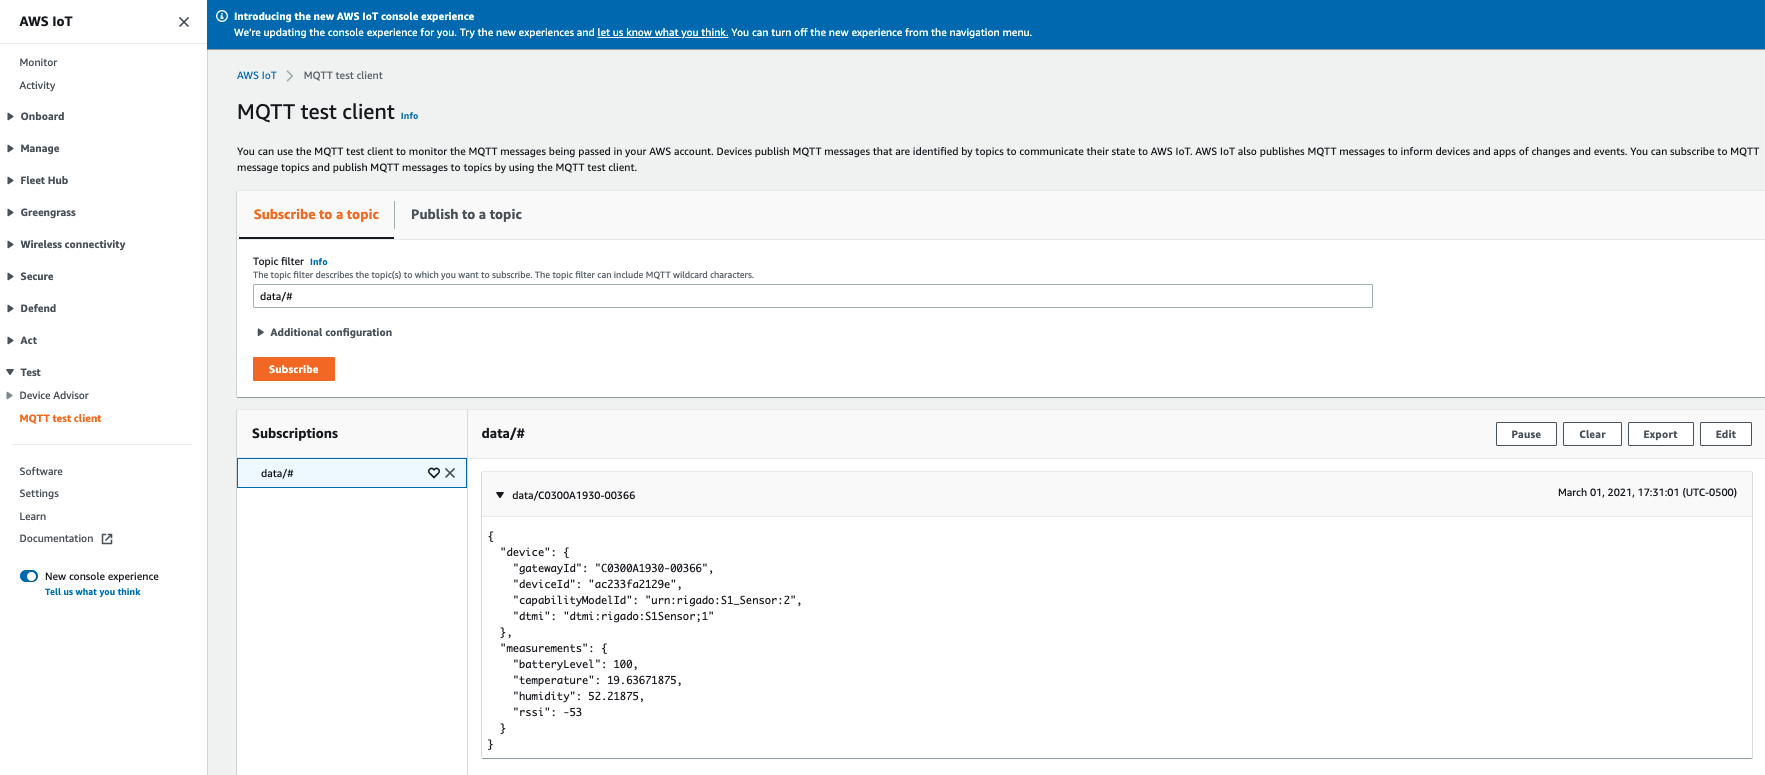 AWS IoT
Monitor
Activity
Onboard
Manage
Fleet Hub
Greengrass
Wireless connectivity
Secure
Defend
Act
Test
Device Advisor
MQTT test client
Software
Settings
Learn
Documentation
New console experience
Tell us what you think
Introducing the new AWS IoT console experience
We're updating the console experience for you. Try the new experiences and let us know what you think. You can turn off the new experience from the navigation menu.
AWS IoT > MQTT test client
MQTT test client Info
You can use the MQTT test client to monitor the MQTT messages being passed in your AWS account. Devices publish MQTT messages that are identified by topics to communicate their state to AWS IoT. AWS IoT also publishes MQTT messages to inform devices and apps of changes and events. You can subscribe to MQTT
message topics and publish MQTT messages to topics by using the MQTT test client.
Subscribe to a topic Publish to a topic
Topic filter Info
The topic filter describes the topic(s) to which you want to subscribe. The topic filter can include MQTT wildcard characters.
data/#
Additional configuration
Subscribe
Subscriptions
data/#
data/# Pause Clear Export Edit
data/C0300A1930-00366 March 01, 2021, 17:31:01 (UTC-0500)
{
"device": {
"gatewayId": "C0300A1930-00366",
"deviceId": "ac233fa2129e",
"capabilityModelId": "urn:rigado:S1_Sensor:2",
"dtmi": "dtmi:rigado:S1Sensor;1"
},
"measurements": {
"batteryLevel": 100,
"temperature": 19.63671875,
"humidity": 52.21875,
"rssi": -53
}
}